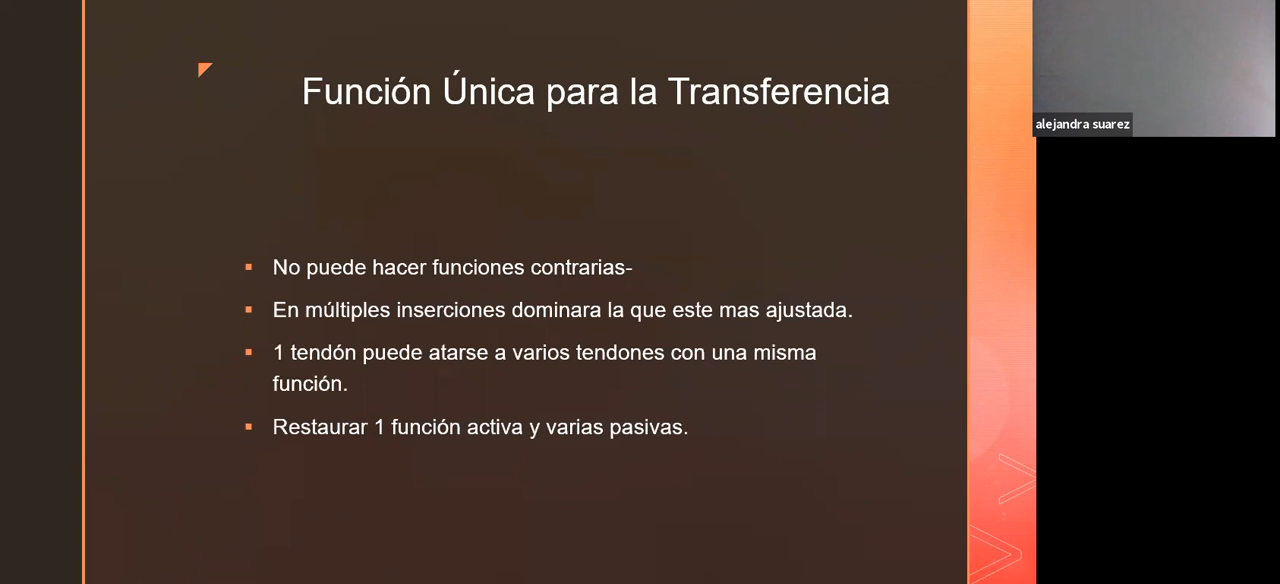 Función Única para la Transferencia
alejandra suarez
No puede hacer funciones contrarias-
En múltiples inserciones dominara la que este mas ajustada.
1 tendón puede atarse a varios tendones con una misma
función.
Restaurar 1 función activa y varias pasivas.